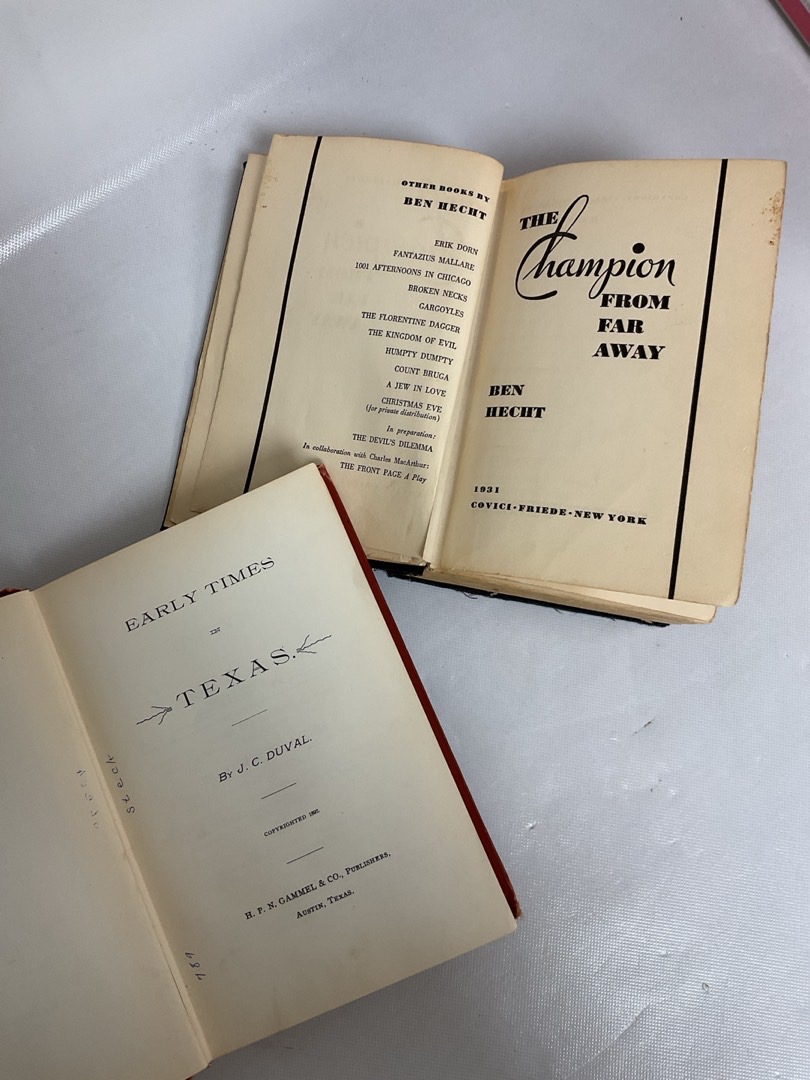 OTHER BOOKS BY
BEN HECHT
ERIK DORN
FANTAZIUS MALLARE
1001 AFTERNOONS IN CHICAGO
BROKEN NECKS
GARGOYLES
THE FLORENTINE DAGGER
THE KINGDOM OF EVIL
HUMPTY DUMPTY
COUNT BRUGA
A JEW IN LOVE
CHRISTMAS EVE
(for private distribution)
In preparation:
THE DEVIL'S DILEMMA
In collaboration with Charles MacArthur:
THE FRONT PAGE A Play
THE
Champion
FROM
FAR
AWAY
BEN
HECHT
1931
COVICI·FRIEDE·NEW YORK
EARLY TIMES
IN
TEXAS.
By J. C. DUVAL.
COPYRIGHTED 1892.
H. P. N. GAMMEL & CO., Publishers,
Austin, Texas.